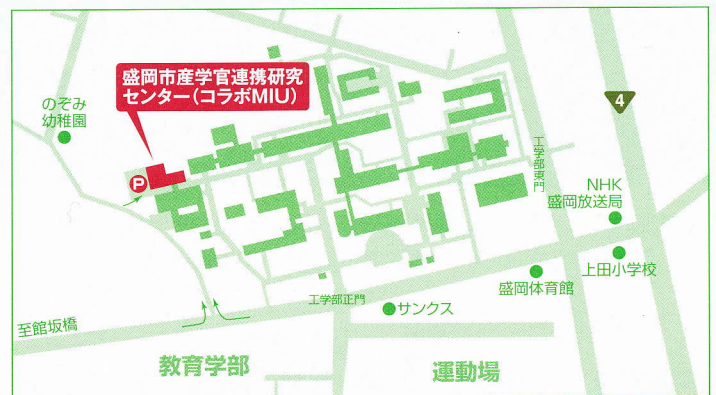 盛岡市産学官連携研究
センター(コラボMIU)
のぞみ
幼稚園
P
4
工学部東門
NHK
盛岡放送局
上田小学校
盛岡体育館
サンクス
工学部正門
至館坂橋
教育学部
運動場